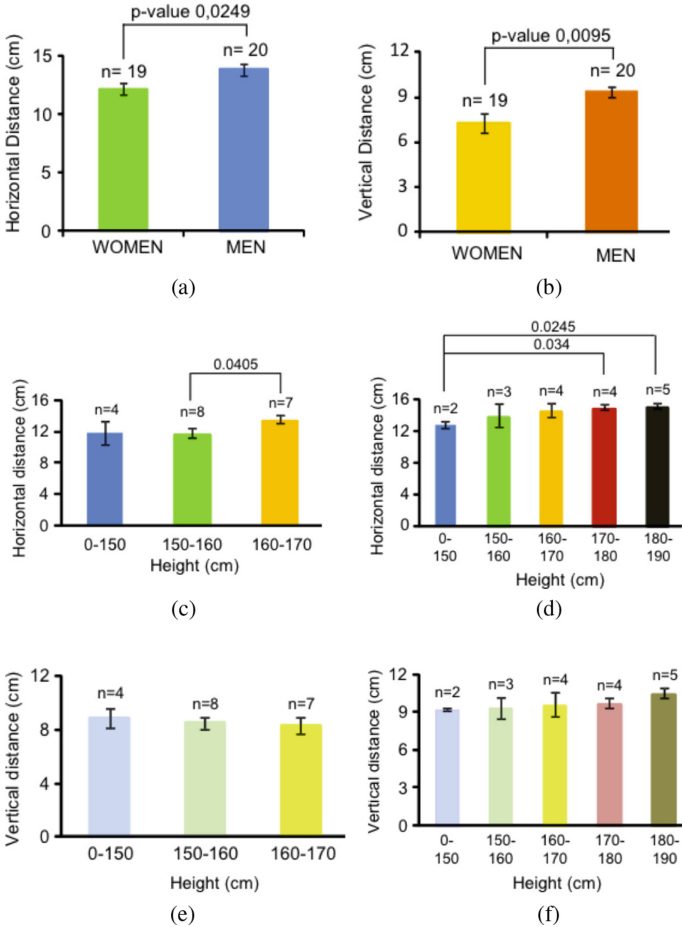 p-value 0,0249
n= 19
n= 20
Horizontal Distance (cm)
15
10
5
0
WOMEN
MEN
(a)
p-value 0,0095
n= 19
n= 20
Vertical Distance (cm)
12
9
6
3
0
WOMEN
MEN
(b)
0.0405
n=4
n=8
n=7
Horizontal distance (cm)
16
12
8
4
0
0-150
150-160
160-170
Height (cm)
(c)
0.0245
0.034
n=2
n=3
n=4
n=4
n=5
Horizontal distance (cm)
16
12
8
4
0
0-
150
150-
160
160-
170
170-
180
180-
190
Height (cm)
(d)
n=4
n=8
n=7
Vertical distance (cm)
12
8
4
0
0-150
150-160
160-170
Height (cm)
(e)
n=2
n=3
n=4
n=4
n=5
Vertical distance (cm)
12
9
6
3
0
0-
150
150-
160
160-
170
170-
180
180-
190
Height (cm)
(f)